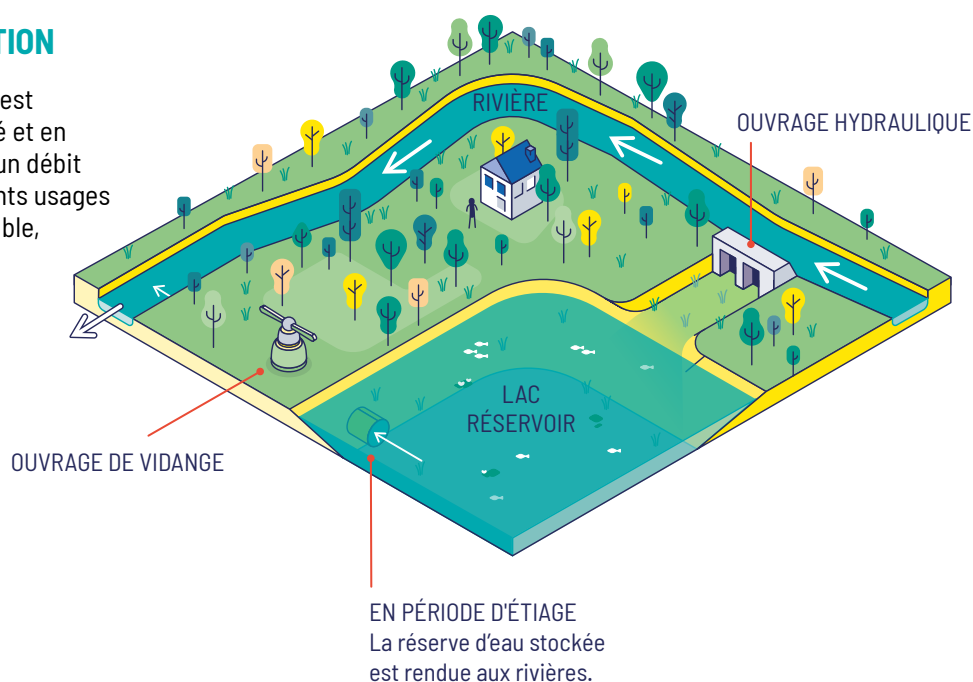 TION
est
é et en
un débit
nts usages
ble,
RIVIÈRE
OUVRAGE HYDRAULIQUE
LAC
RÉSERVOIR
OUVRAGE DE VIDANGE
EN PÉRIODE D'ÉTIAGE
La réserve d’eau stockée
est rendue aux rivières.